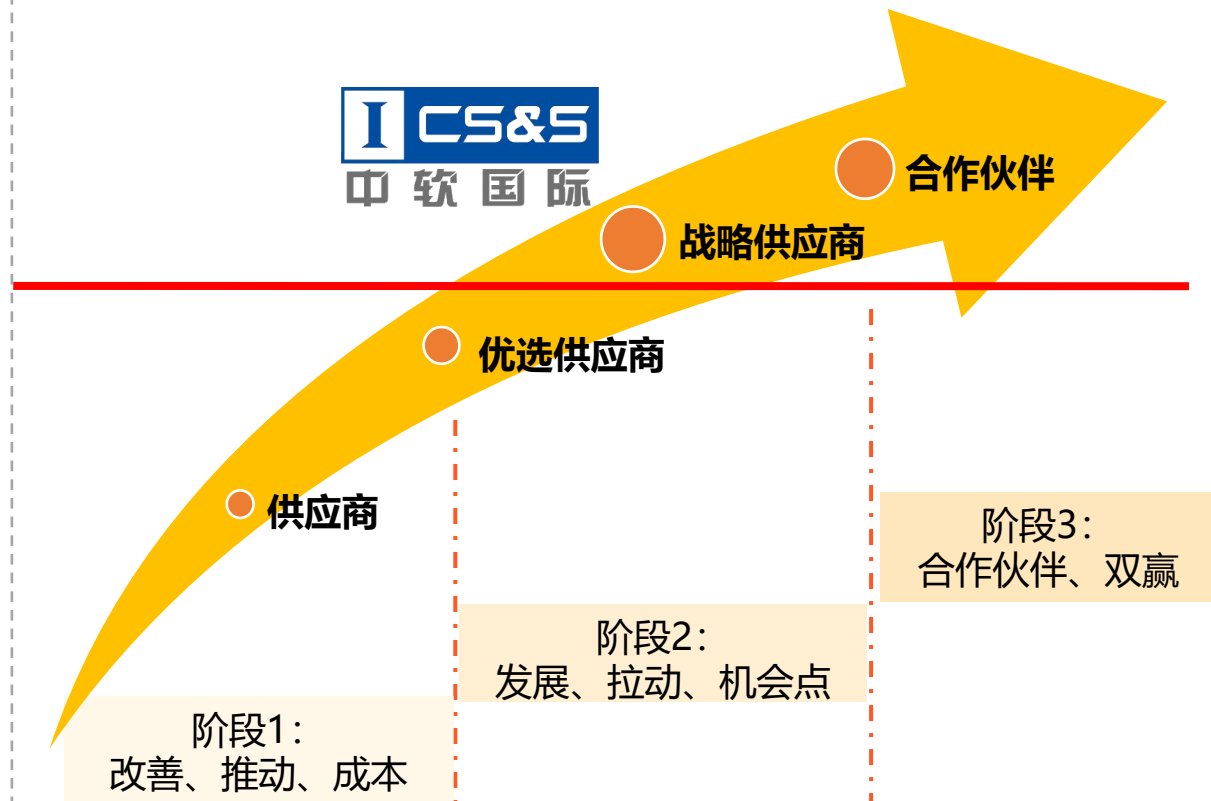 I CS&S
中软国际
合作伙伴
战略供应商
优选供应商
供应商
阶段3：
合作伙伴、双赢
阶段2：
发展、拉动、机会点
阶段1：
改善、推动、成本